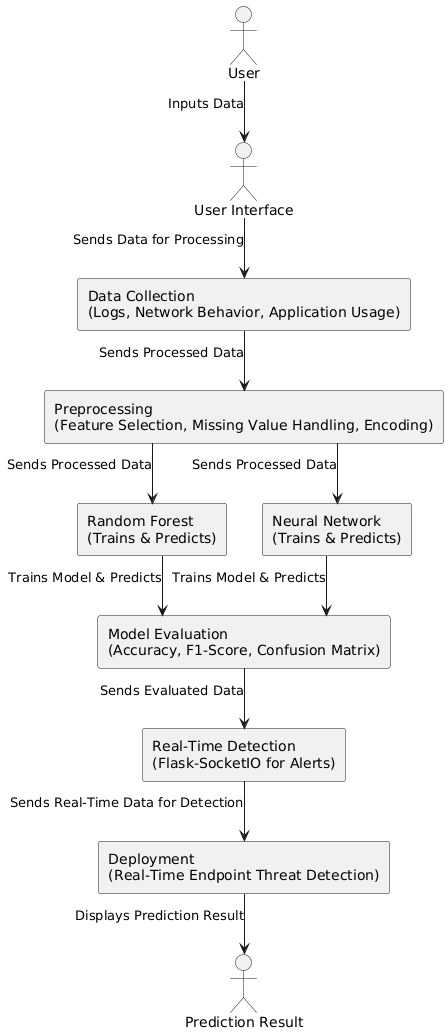 User
Inputs Data
User Interface
Sends Data for Processing
Data Collection
(Logs, Network Behavior, Application Usage)
Sends Processed Data
Preprocessing
(Feature Selection, Missing Value Handling, Encoding)
Sends Processed Data
Sends Processed Data
Random Forest
(Trains & Predicts)
Neural Network
(Trains & Predicts)
Trains Model & Predicts
Trains Model & Predicts
Model Evaluation
(Accuracy, F1-Score, Confusion Matrix)
Sends Evaluated Data
Real-Time Detection
(Flask-SocketIO for Alerts)
Sends Real-Time Data for Detection
Deployment
(Real-Time Endpoint Threat Detection)
Displays Prediction Result
Prediction Result